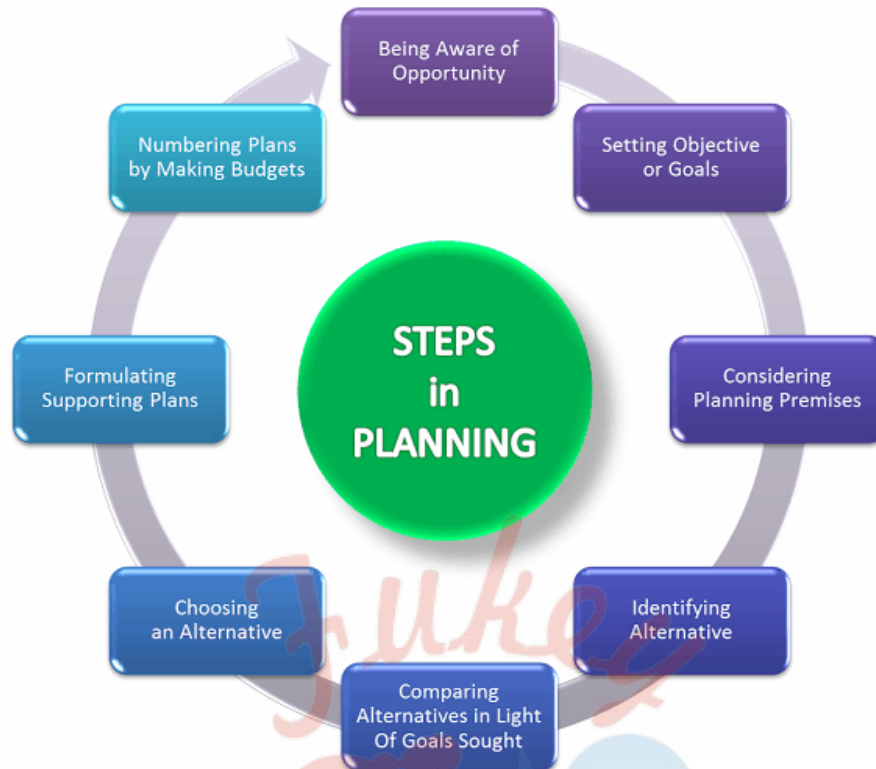 Being Aware of
Opportunity
Setting Objective
or Goals
Considering
Planning Premises
Identifying
Alternative
Comparing
Alternatives in Light
Of Goals Sought
Choosing
an Alternative
Formulating
Supporting Plans
Numbering Plans
by Making Budgets
STEPS
in
PLANNING
Fukey